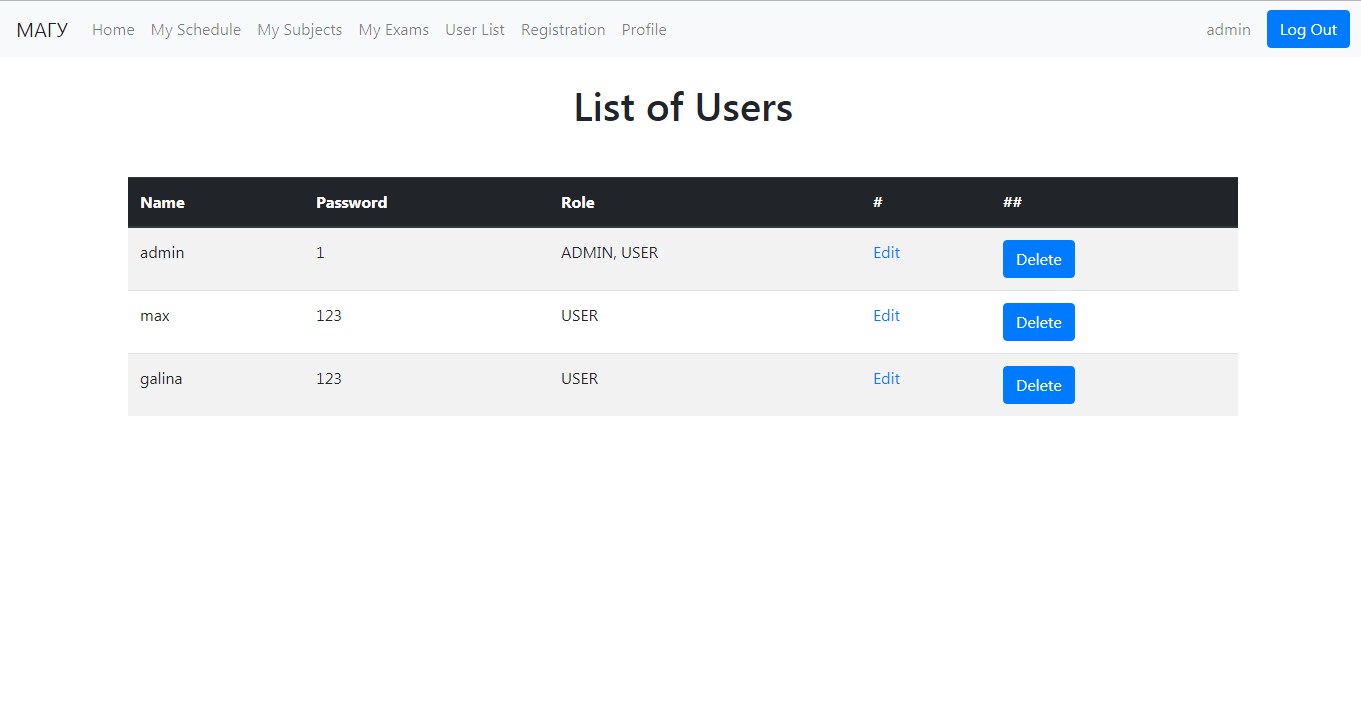 МАГУ Home My Schedule My Subjects My Exams User List Registration Profile admin Log Out
List of Users
Name Password Role # ##
admin 1 ADMIN, USER Edit Delete
max 123 USER Edit Delete
galina 123 USER Edit Delete